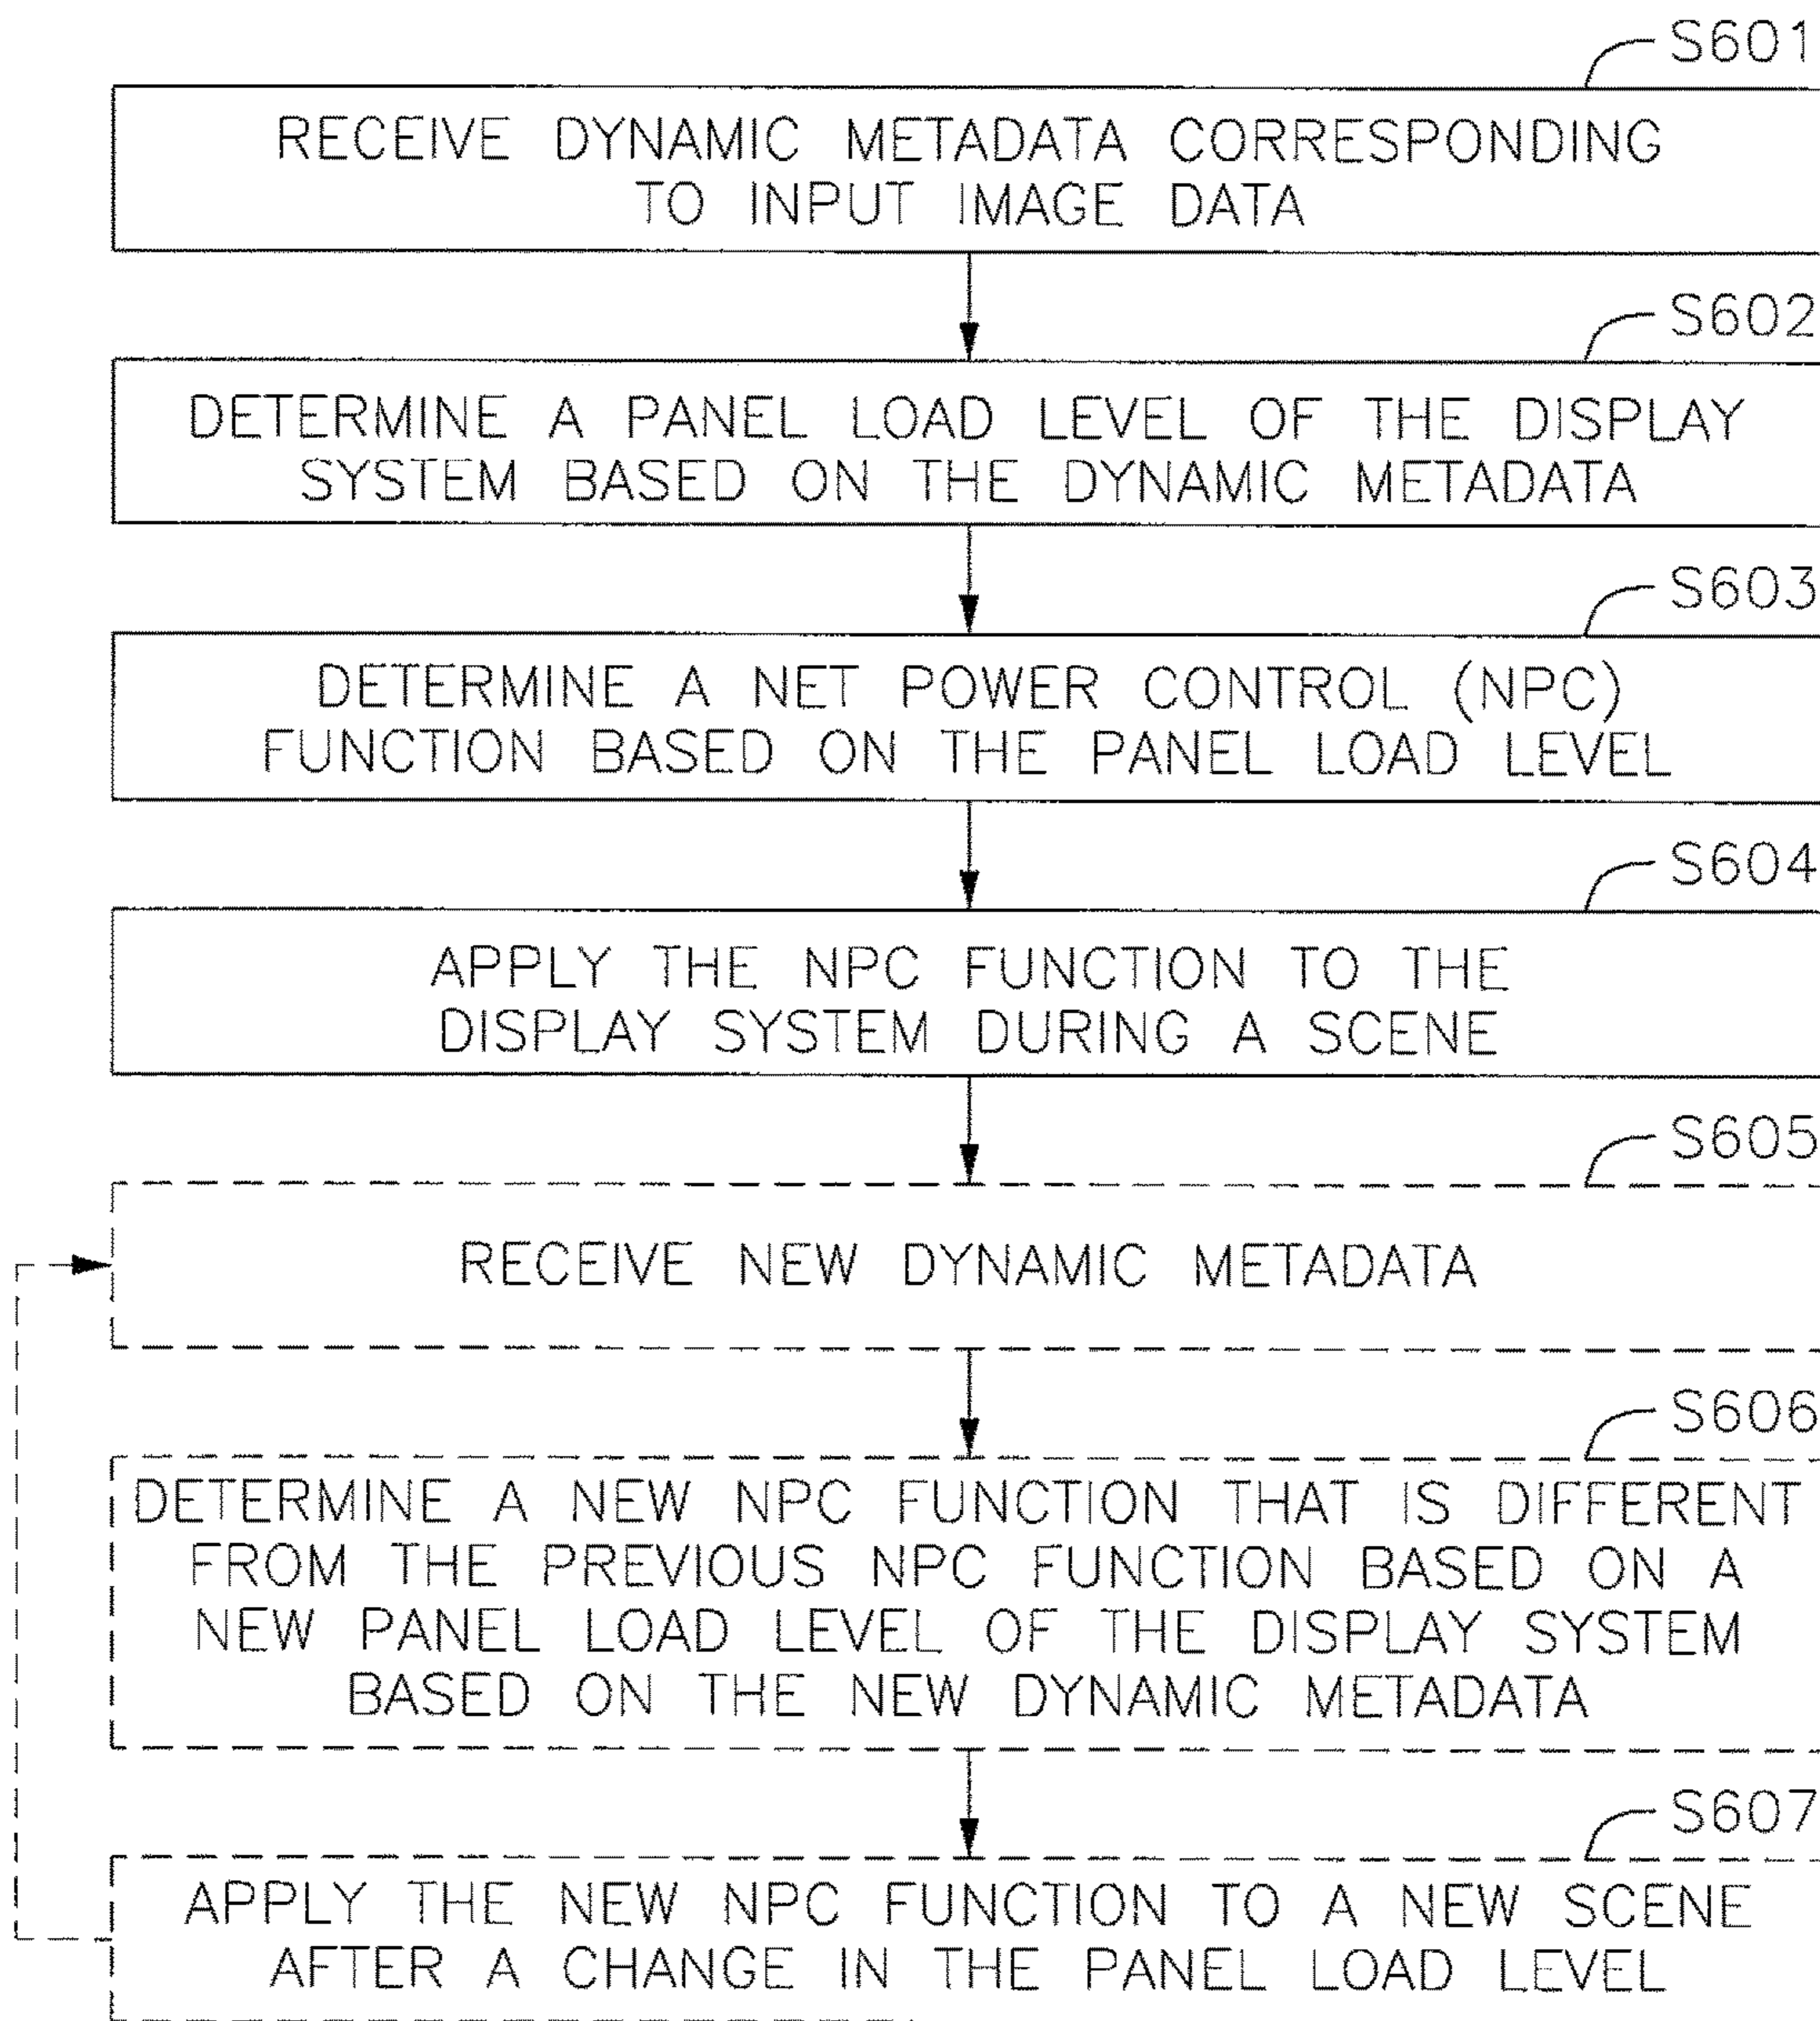 S601
RECEIVE DYNAMIC METADATA CORRESPONDING
TO INPUT IMAGE DATA
S602
DETERMINE A PANEL LOAD LEVEL OF THE DISPLAY
SYSTEM BASED ON THE DYNAMIC METADATA
S603
DETERMINE A NET POWER CONTROL (NPC)
FUNCTION BASED ON THE PANEL LOAD LEVEL
S604
APPLY THE NPC FUNCTION TO THE
DISPLAY SYSTEM DURING A SCENE
S605
RECEIVE NEW DYNAMIC METADATA
S606
DETERMINE A NEW NPC FUNCTION THAT IS DIFFERENT
FROM THE PREVIOUS NPC FUNCTION BASED ON A
NEW PANEL LOAD LEVEL OF THE DISPLAY SYSTEM
BASED ON THE NEW DYNAMIC METADATA
S607
APPLY THE NEW NPC FUNCTION TO A NEW SCENE
AFTER A CHANGE IN THE PANEL LOAD LEVEL